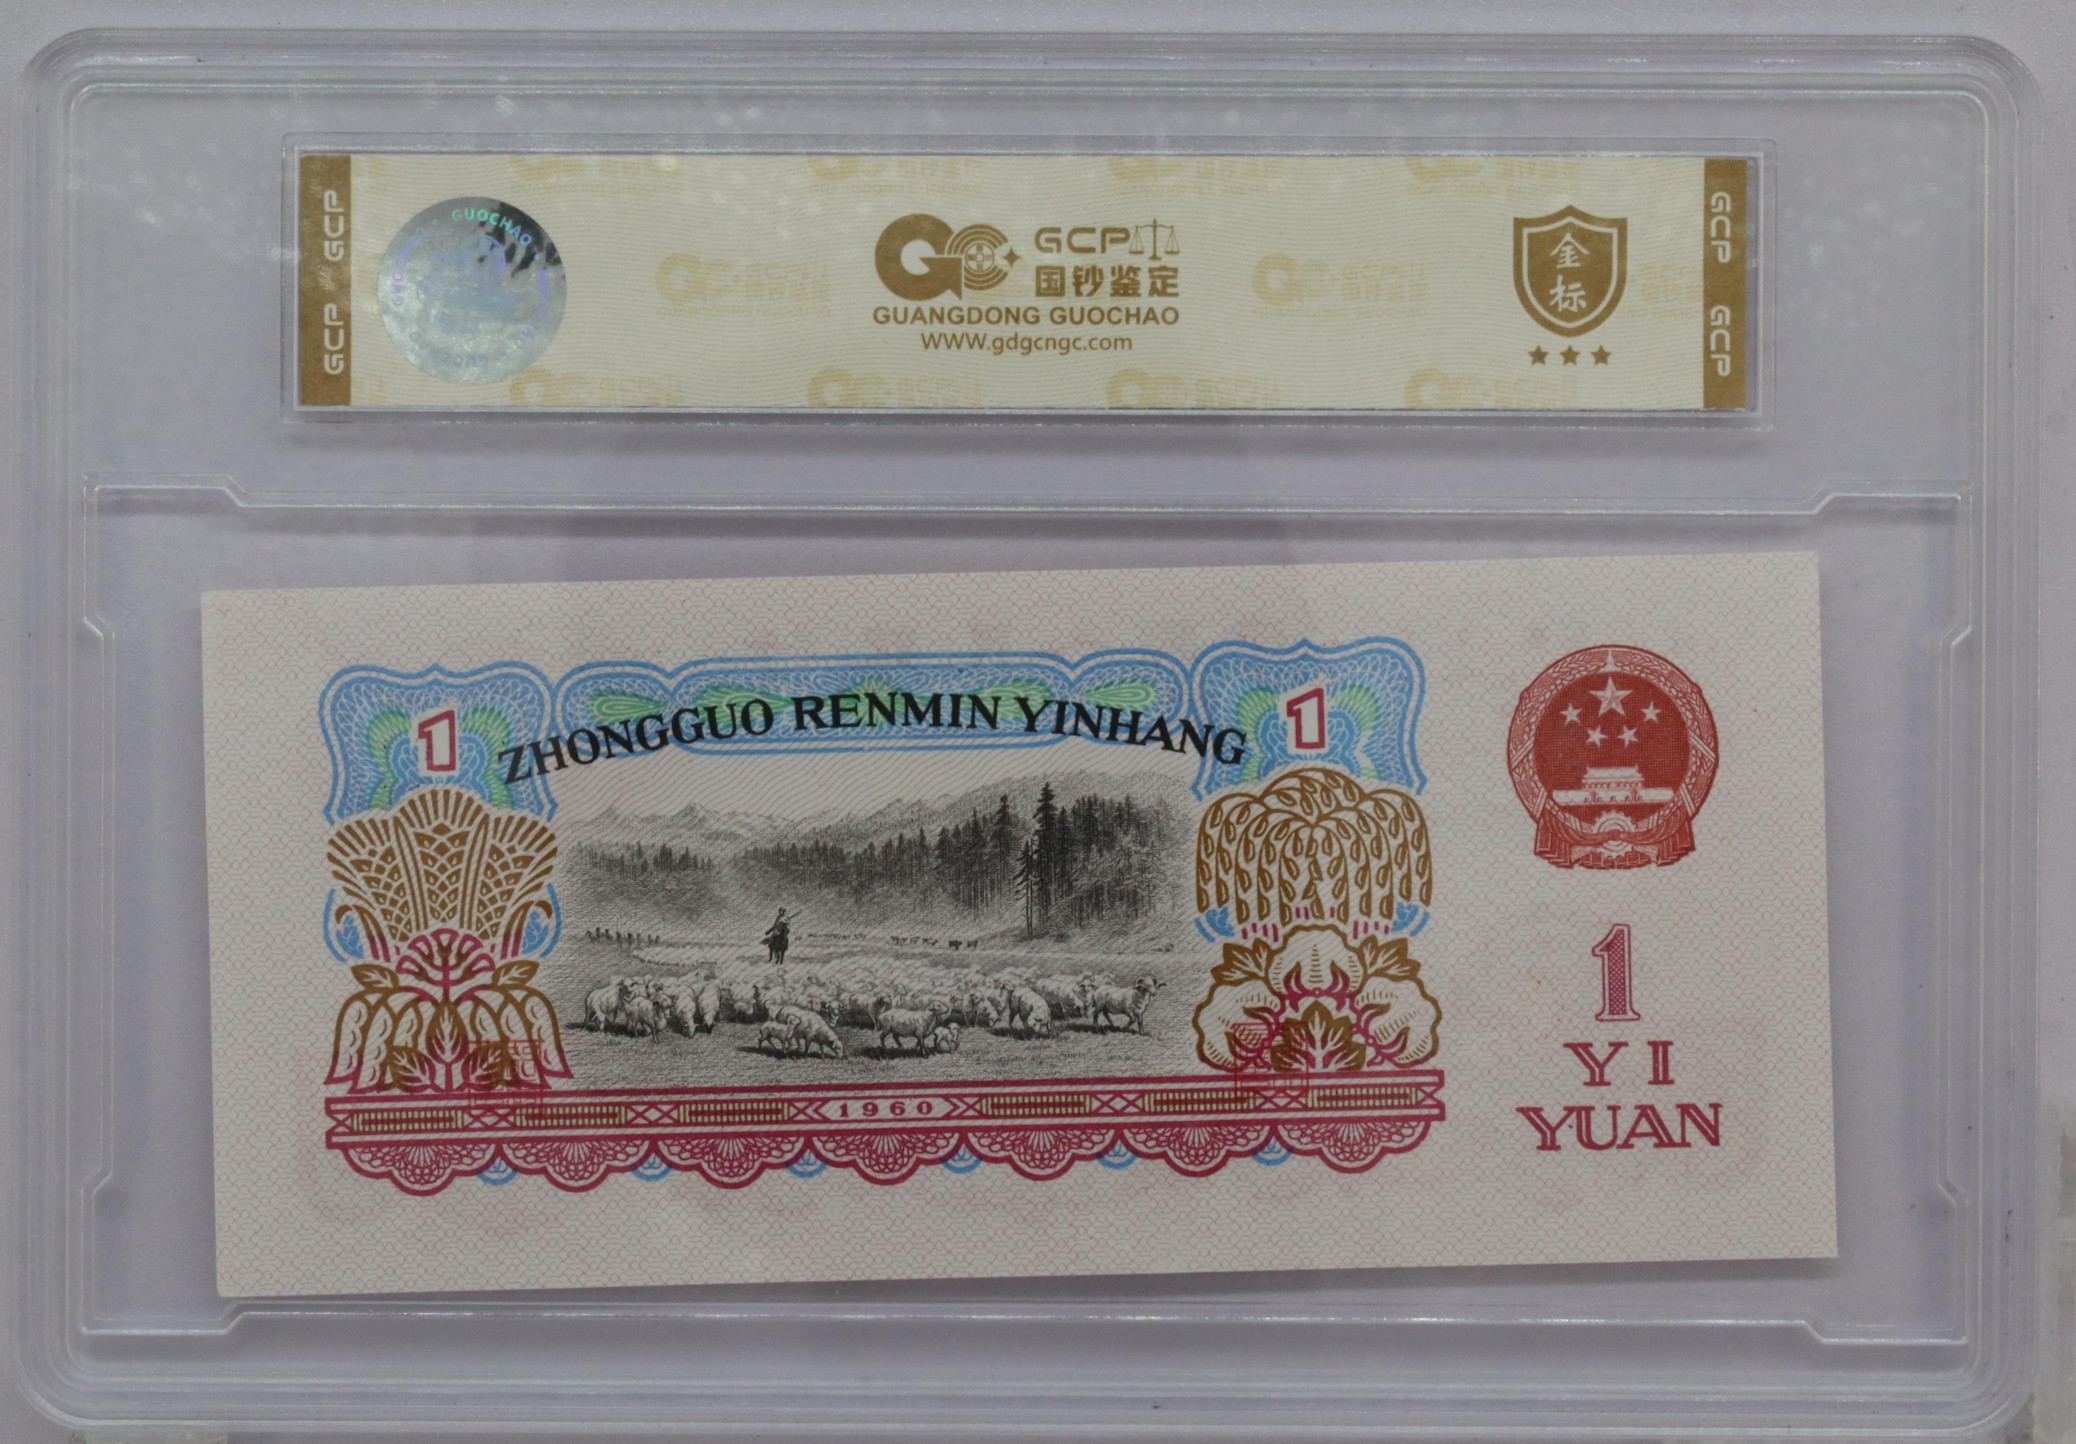 GCP GCP
GUOCHAO
GCP
国钞鉴定
GUANGDONG GUOCHAO
WWW.gdgcngc.com
金标
GCP GCP
ZHONGGUO RENMIN YINHANG
1
1
1960
1
YI
YUAN